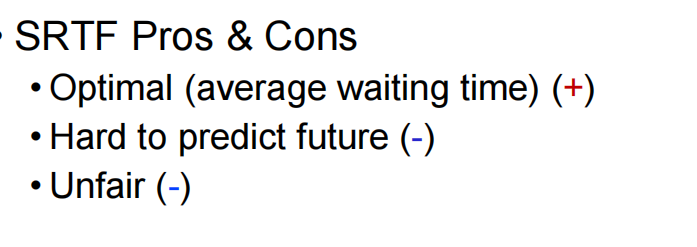 • SRTF Pros & Cons
• Optimal (average waiting time) (+)
• Hard to predict future (-)
• Unfair (-)